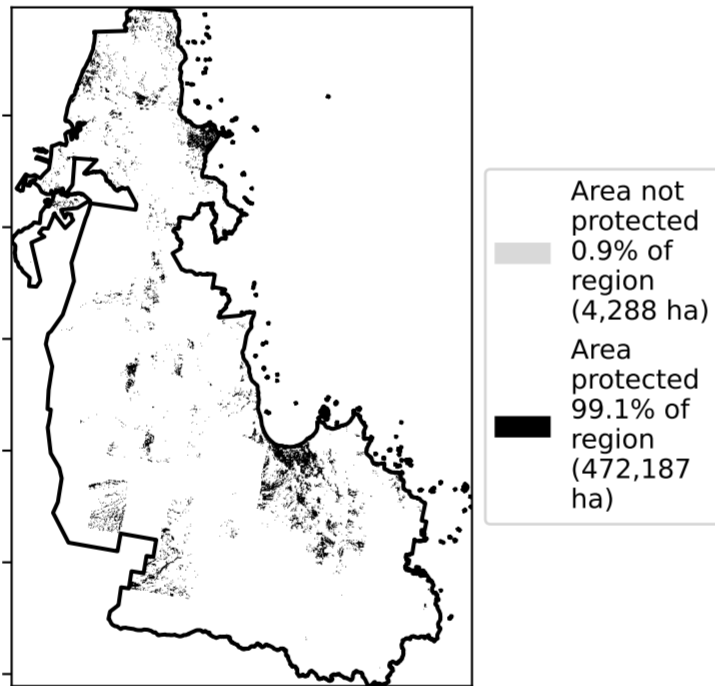 Area not
protected
0.9% of
region
(4,288 ha)
Area
protected
99.1% of
region
(472,187
ha)